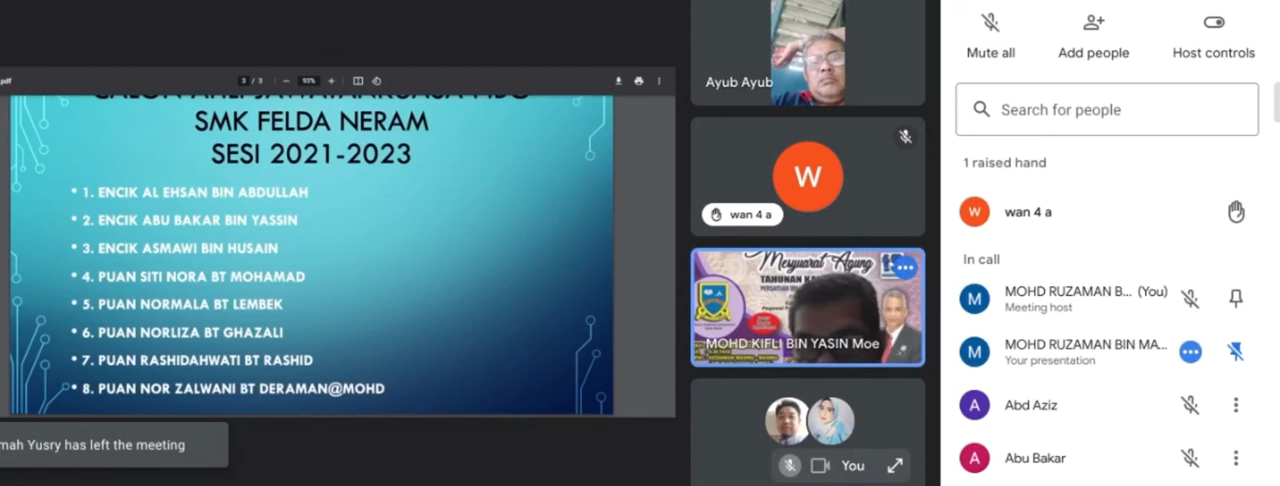 .pdf
3 / 3
93%
CALON AHLI JAWATANKUASA
SMK FELDA NERAM
SESI 2021-2023
• 1. ENCIK AL EHSAN BIN ABDULLAH
• 2. ENCIK ABU BAKAR BIN YASSIN
• 3. ENCIK ASMAWI BIN HUSAIN
• 4. PUAN SITI NORA BT MOHAMAD
• 5. PUAN NORMALA BT LEMBEK
• 6. PUAN NORLIZA BT GHAZALI
• 7. PUAN RASHIDAHWATI BT RASHID
• 8. PUAN NOR ZALWANI BT DERAMAN@MOHD
mah Yusry has left the meeting
Ayub Ayub
W
wan 4 a
Mesyuarat Agung
TAHUNAN
MOHD KIFLI BIN YASIN Moe
You
Mute all
Add people
Host controls
Search for people
1 raised hand
W
wan 4 a
In call
M
MOHD RUZAMAN B... (You)
Meeting host
M
MOHD RUZAMAN BIN MA...
Your presentation
A
Abd Aziz
A
Abu Bakar